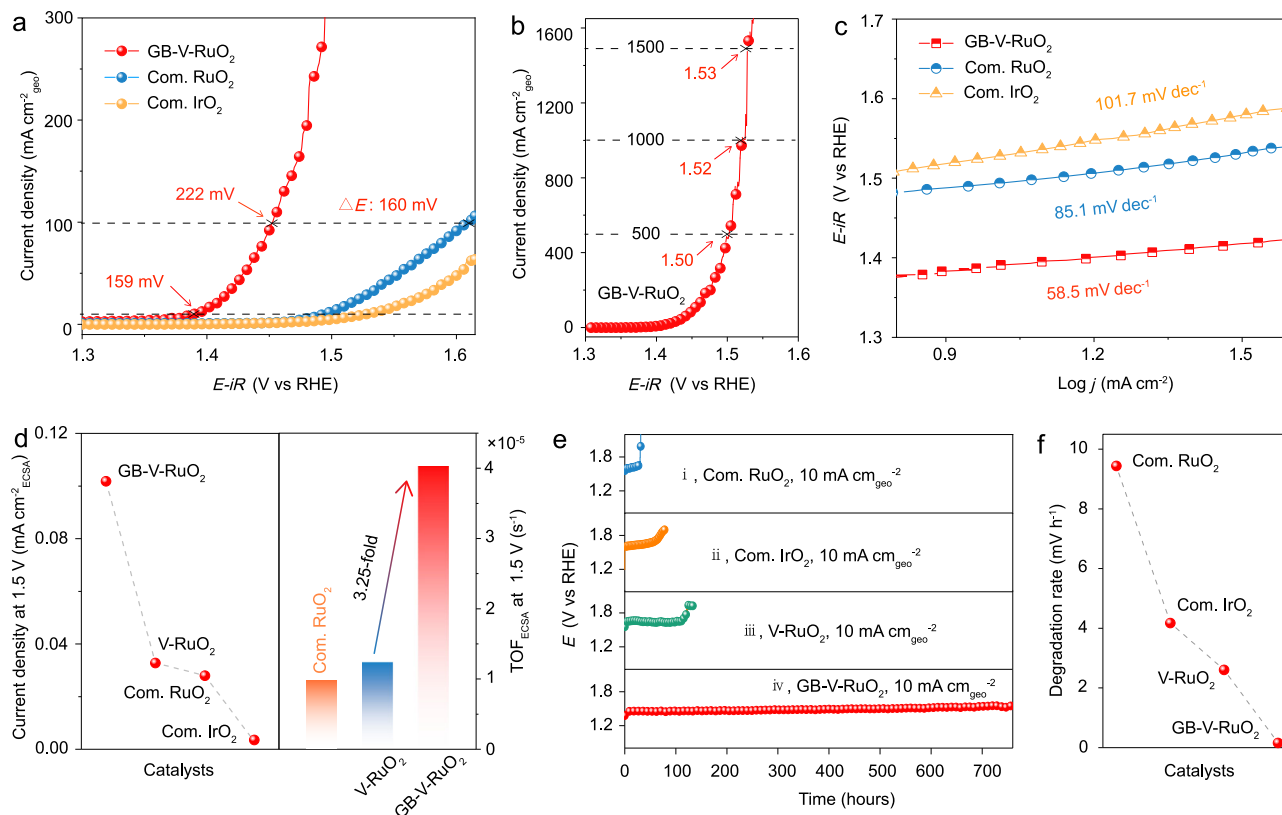 a
300
200
100
0
Current density (mA cm⁻²geo)
GB-V-RuO₂
Com. RuO₂
Com. IrO₂
222 mV
△E: 160 mV
159 mV
1.3 1.4 1.5 1.6
E-iR (V vs RHE)
b
1500
1250
1000
750
500
250
0
Current density (mA cm⁻²geo)
1500
1.53
1000
1.52
500
1.50
GB-V-RuO₂
1.3 1.4 1.5 1.6
E-iR (V vs RHE)
c
1.7
1.6
1.5
1.4
1.3
E-iR
(V vs RHE)
GB-V-RuO₂
Com. RuO₂
Com. IrO₂
101.7 mV dec⁻¹
85.1 mV dec⁻¹
58.5 mV dec⁻¹
0.9 1.2 1.5
Log j (mA cm⁻²)
d
0.12
0.08
0.04
0.00
Current density at 1.5 V (mA cm⁻²ECSA)
GB-V-RuO₂
V-RuO₂
Com. RuO₂
Com. IrO₂
Catalysts
Com. RuO₂
3.25-fold
V-RuO₂
GB-V-RuO₂
×10⁻⁵
4
3
2
1
0
TOFECSA at 1.5 V (s⁻¹)
e
1.8
1.2
i , Com. RuO₂, 10 mA cmgeo⁻²
1.8
1.2
ii , Com. IrO₂, 10 mA cmgeo⁻²
1.8
1.2
iii , V-RuO₂, 10 mA cmgeo⁻²
1.8
1.2
iv , GB-V-RuO₂, 10 mA cmgeo⁻²
E (V vs RHE)
0 100 200 300 400 500 600 700
Time (hours)
f
10
8
6
4
2
0
Degradation rate (mV h⁻¹)
Com. RuO₂
Com. IrO₂
V-RuO₂
GB-V-RuO₂
Catalysts